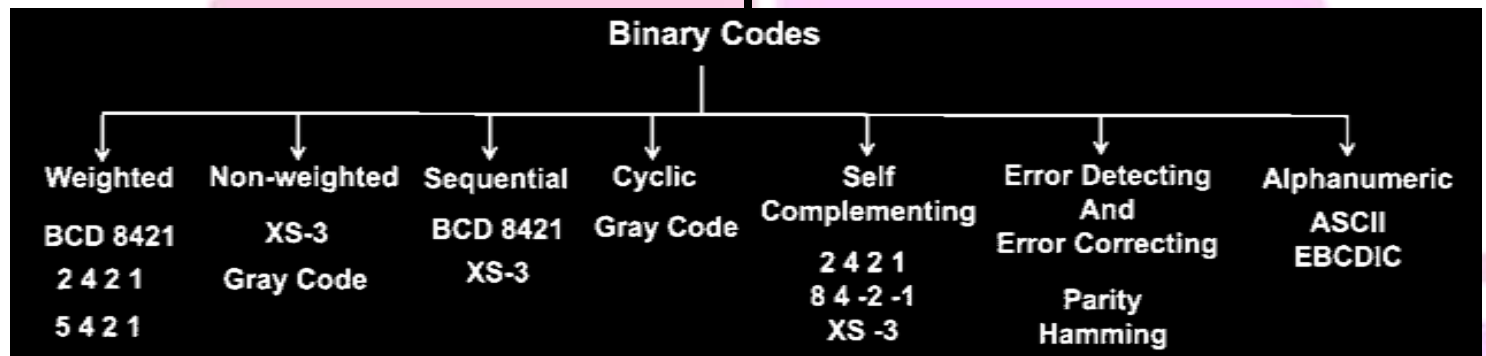 Binary Codes
Weighted
BCD 8421
2 4 2 1
5 4 2 1
Non-weighted
XS-3
Gray Code
Sequential
BCD 8421
XS-3
Cyclic
Gray Code
Self
Complementing
2 4 2 1
8 4 -2 -1
XS -3
Error Detecting
And
Error Correcting
Parity
Hamming
Alphanumeric
ASCII
EBCDIC